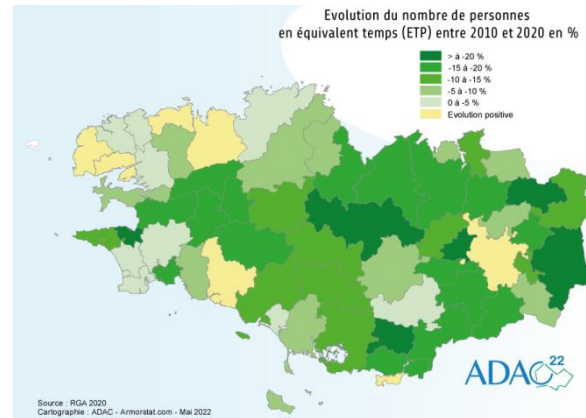 Evolution du nombre de personnes
en équivalent temps (ETP) entre 2010 et 2020 en %
> à -20 %
-15 à -20 %
-10 à -15%
-5 à -10%
0 à -5%
Evolution positive
ADAC 22
Source : RGA 2020
Cartographie : ADAC - Armorstat.com - Mai 2022